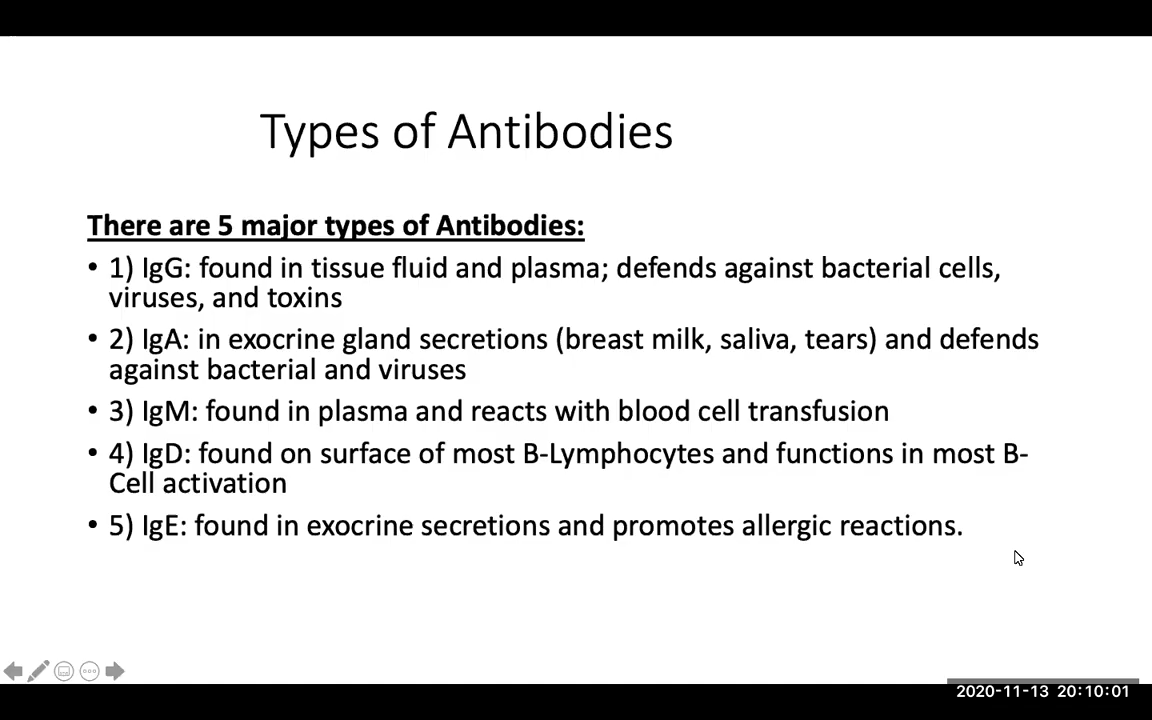 Types of Antibodies
There are 5 major types of Antibodies:
• 1) IgG: found in tissue fluid and plasma; defends against bacterial cells,
viruses, and toxins
• 2) IgA: in exocrine gland secretions (breast milk, saliva, tears) and defends
against bacterial and viruses
• 3) IgM: found in plasma and reacts with blood cell transfusion
• 4) IgD: found on surface of most B-Lymphocytes and functions in most B-
Cell activation
• 5) IgE: found in exocrine secretions and promotes allergic reactions.
2020-11-13 20:10:01